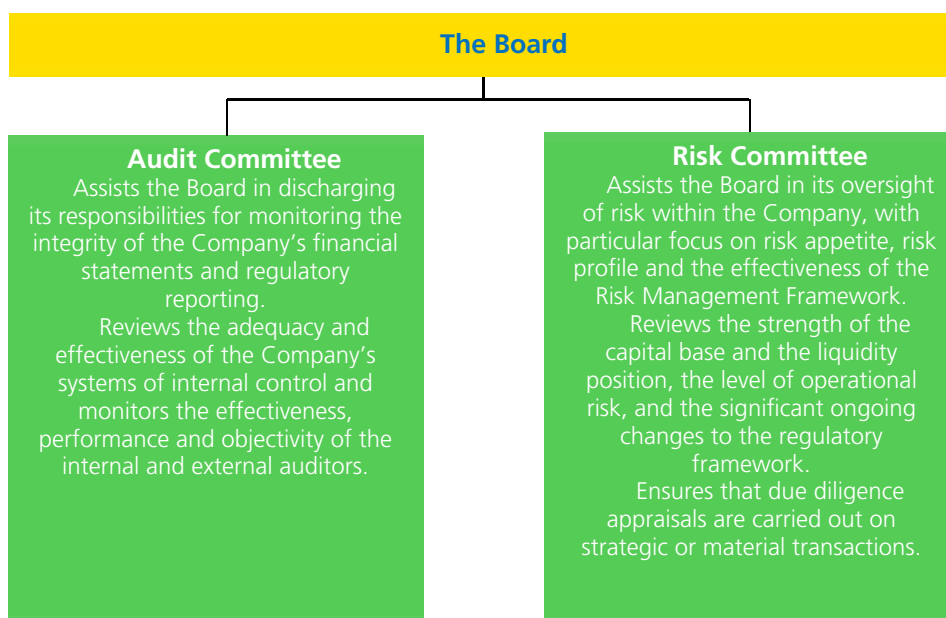 The Board
Audit Committee
Assists the Board in discharging
its responsibilities for monitoring the
integrity of the Company’s financial
statements and regulatory
reporting.
Reviews the adequacy and
effectiveness of the Company’s
systems of internal control and
monitors the effectiveness,
performance and objectivity of the
internal and external auditors.
Risk Committee
Assists the Board in its oversight
of risk within the Company, with
particular focus on risk appetite, risk
profile and the effectiveness of the
Risk Management Framework.
Reviews the strength of the
capital base and the liquidity
position, the level of operational
risk, and the significant ongoing
changes to the regulatory
framework.
Ensures that due diligence
appraisals are carried out on
strategic or material transactions.